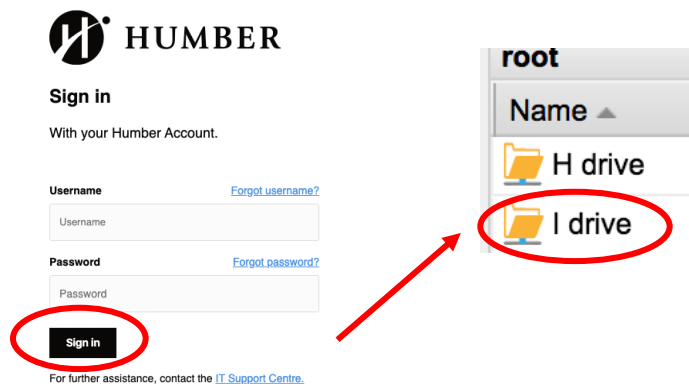 HUMBER
Sign in
With your Humber Account.
Username Forgot username?
Username
Password Forgot password?
Password
Sign in
For further assistance, contact the IT Support Centre.
root
Name
H drive
I drive